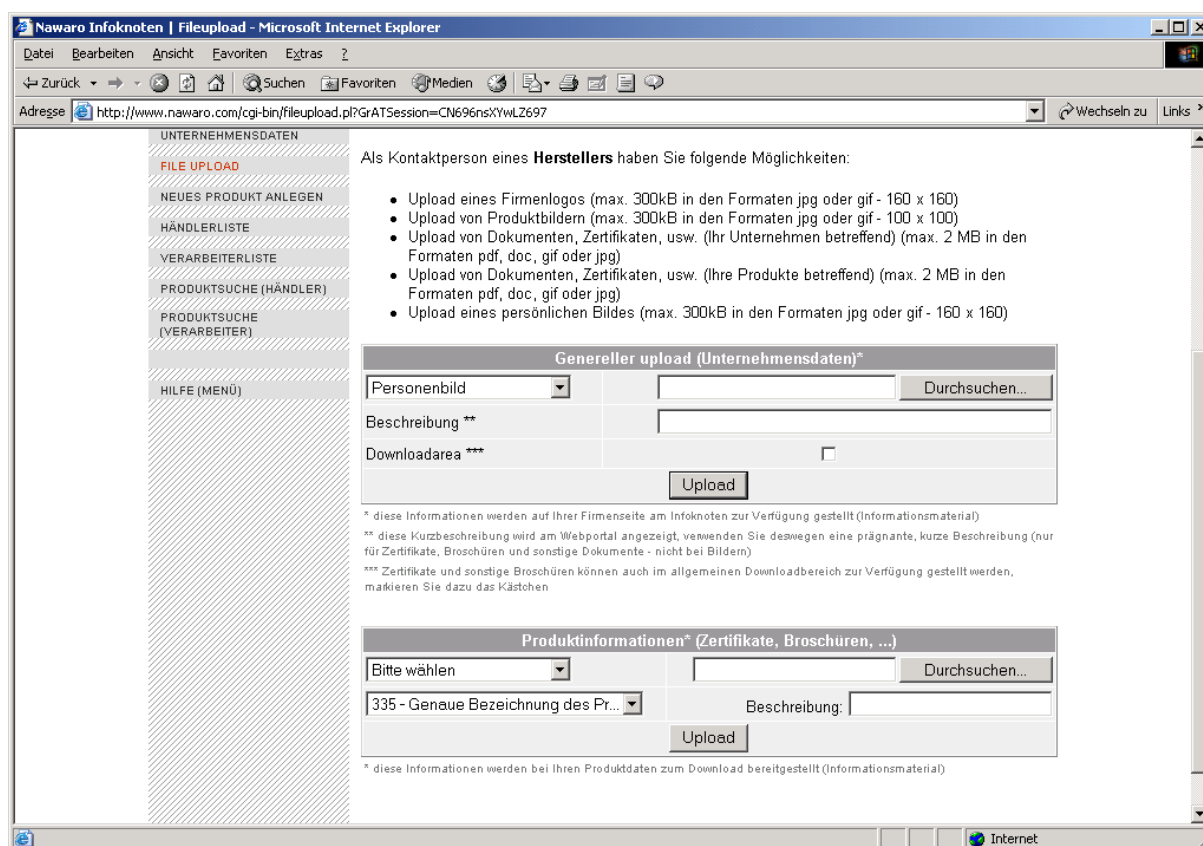 Nawaro Infoknoten | Fileupload - Microsoft Internet Explorer
Datei Bearbeiten Ansicht Favoriten Extras ?
Zurück Suchen Favoriten Medien
Adresse http://www.nawaro.com/cgi-bin/fileupload.pl?GrATSession=CN696nsXYwLZ697 Wechseln zu Links »
UNTERNEHMENSDATEN
FILE UPLOAD
NEUES PRODUKT ANLEGEN
HÄNDLERLISTE
VERARBEITERLISTE
PRODUKTSUCHE (HÄNDLER)
PRODUKTSUCHE
(VERARBEITER)
HILFE (MENÜ)
Als Kontaktperson eines Herstellers haben Sie folgende Möglichkeiten:
• Upload eines Firmenlogos (max. 300kB in den Formaten jpg oder gif - 160 x 160)
• Upload von Produktbildern (max. 300kB in den Formaten jpg oder gif - 100 x 100)
• Upload von Dokumenten, Zertifikaten, usw. (Ihr Unternehmen betreffend) (max. 2 MB in den
Formaten pdf, doc, gif oder jpg)
• Upload von Dokumenten, Zertifikaten, usw. (Ihre Produkte betreffend) (max. 2 MB in den
Formaten pdf, doc, gif oder jpg)
• Upload eines persönlichen Bildes (max. 300kB in den Formaten jpg oder gif - 160 x 160)
Genereller upload (Unternehmensdaten)*
Personenbild Durchsuchen...
Beschreibung **
Downloadarea ***
Upload
* diese Informationen werden auf Ihrer Firmenseite am Infoknoten zur Verfügung gestellt (Informationsmaterial)
** diese Kurzbeschreibung wird am Webportal angezeigt, verwenden Sie deswegen eine prägnante, kurze Beschreibung (nur
für Zertifikate, Broschüren und sonstige Dokumente - nicht bei Bildern)
*** Zertifikate und sonstige Broschüren können auch im allgemeinen Downloadbereich zur Verfügung gestellt werden,
markieren Sie dazu das Kästchen
Produktinformationen* (Zertifikate, Broschüren, ...)
Bitte wählen Durchsuchen...
335 - Genaue Bezeichnung des Pr... Beschreibung:
Upload
* diese Informationen werden bei Ihren Produktdaten zum Download bereitgestellt (Informationsmaterial)
Internet